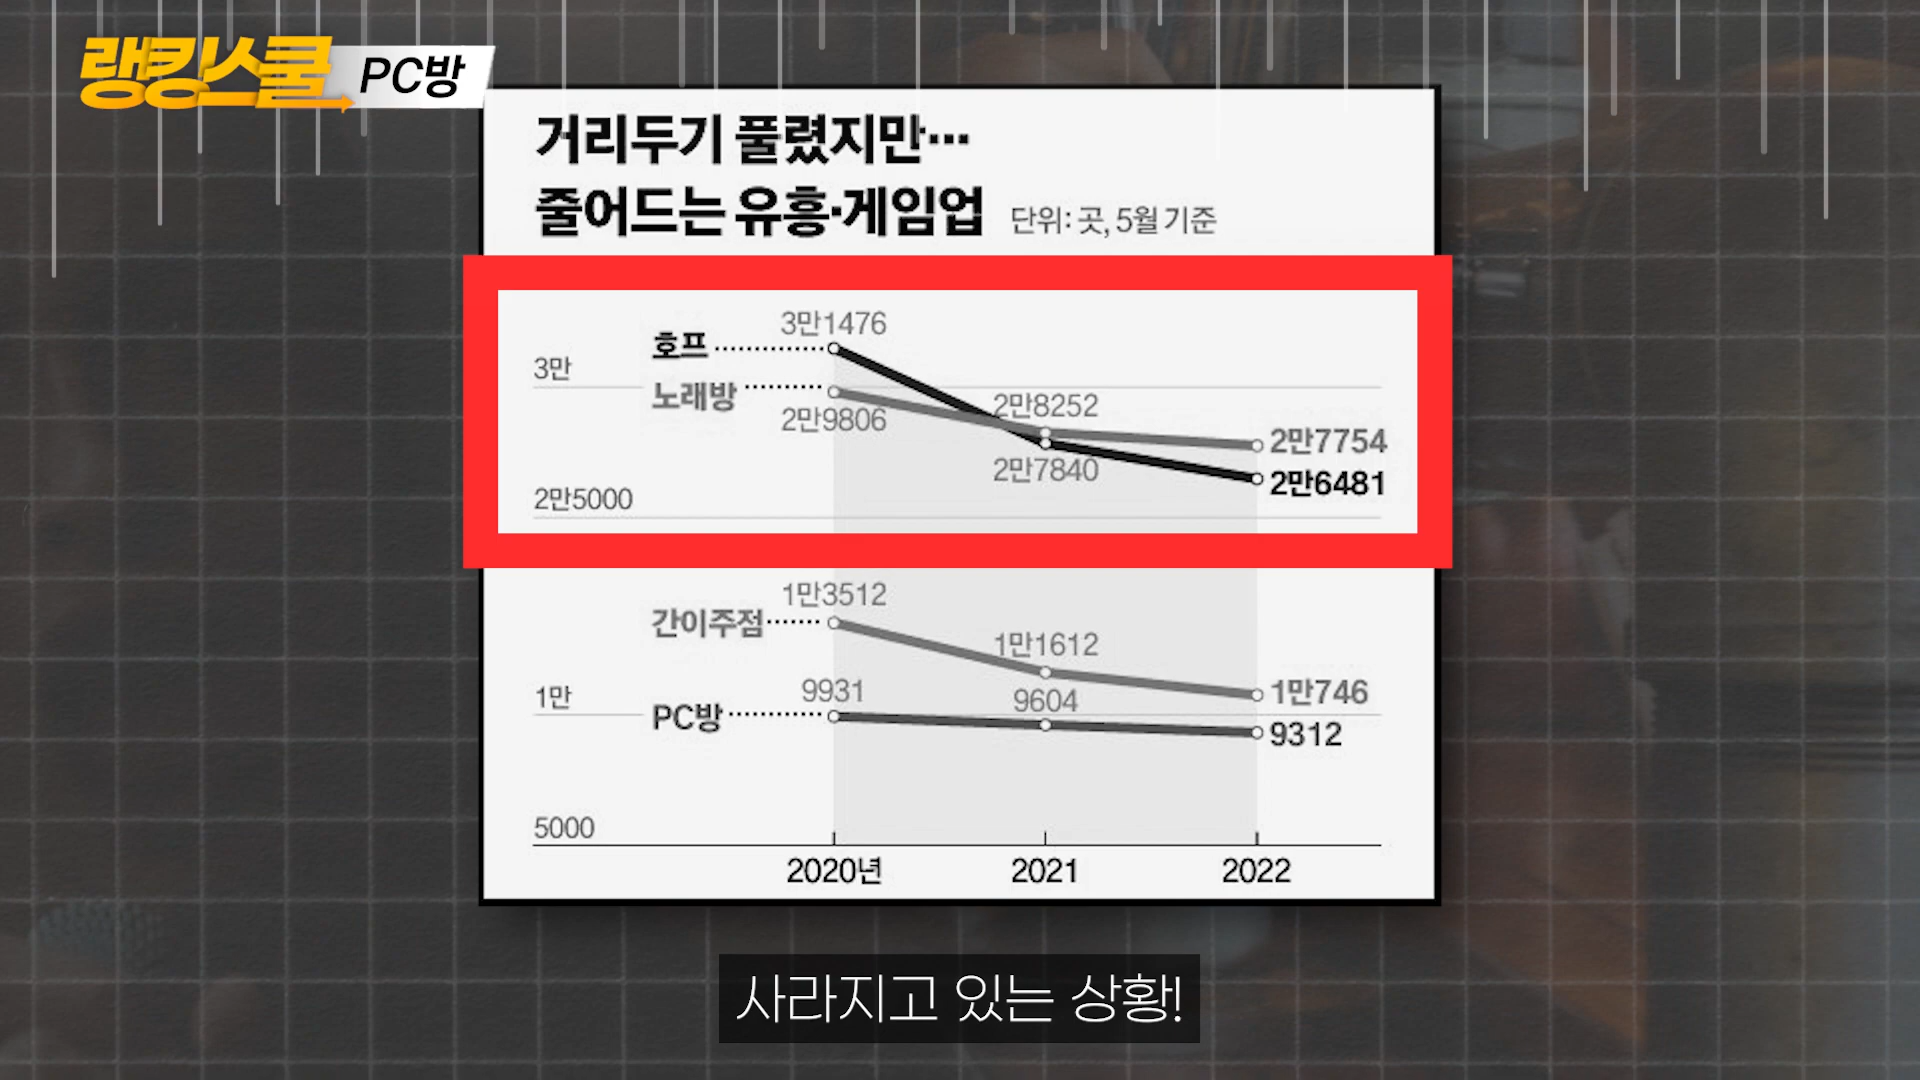 랭킹스쿨 PC방
거리두기 풀렸지만…
줄어드는 유흥·게임업 단위: 곳, 5월 기준
3만1476
호프
3만
노래방
2만9806
2만8252
2만7754
2만7840
2만6481
2만5000
1만3512
간이주점
1만1612
1만746
9931
9604
1만
PC방
9312
5000
2020년 2021 2022
사라지고 있는 상황!